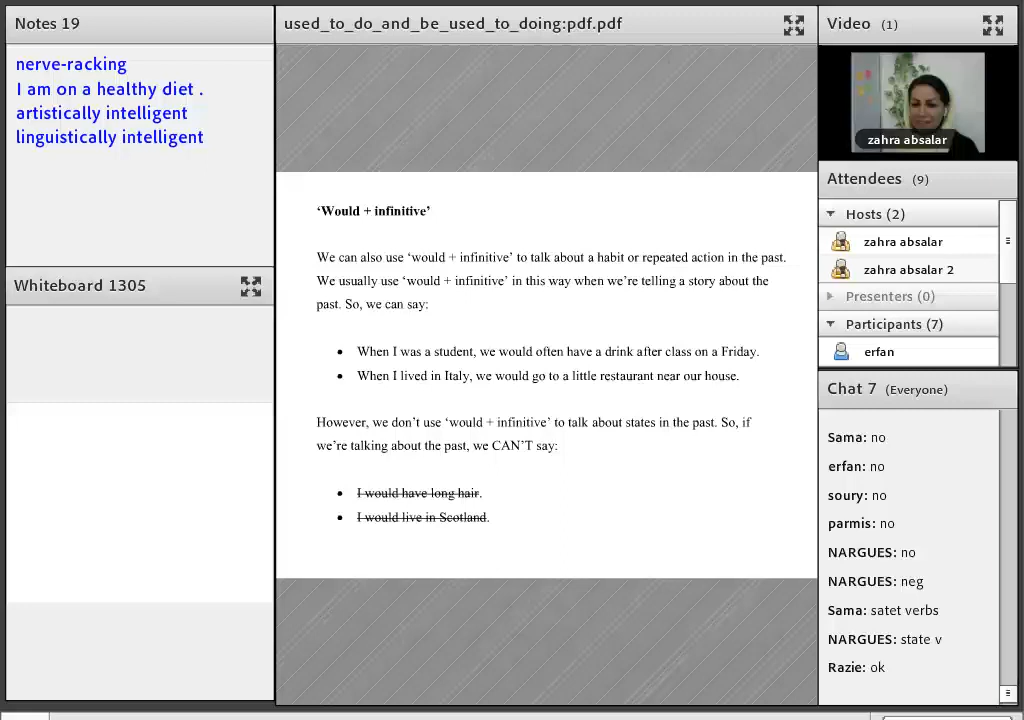 Notes 19
nerve-racking
I am on a healthy diet .
artistically intelligent
linguistically intelligent
Whiteboard 1305
used_to_do_and_be_used_to_doing:pdf.pdf
‘Would + infinitive’
We can also use ‘would + infinitive’ to talk about a habit or repeated action in the past.
We usually use ‘would + infinitive’ in this way when we’re telling a story about the
past. So, we can say:
• When I was a student, we would often have a drink after class on a Friday.
• When I lived in Italy, we would go to a little restaurant near our house.
However, we don’t use ‘would + infinitive’ to talk about states in the past. So, if
we’re talking about the past, we CAN’T say:
• I would have long hair.
• I would live in Scotland.
Video (1)
zahra absalar
Attendees (9)
Hosts (2)
zahra absalar
zahra absalar 2
Presenters (0)
Participants (7)
erfan
Chat 7 (Everyone)
Sama: no
erfan: no
soury: no
parmis: no
NARGUES: no
NARGUES: neg
Sama: satet verbs
NARGUES: state v
Razie: ok